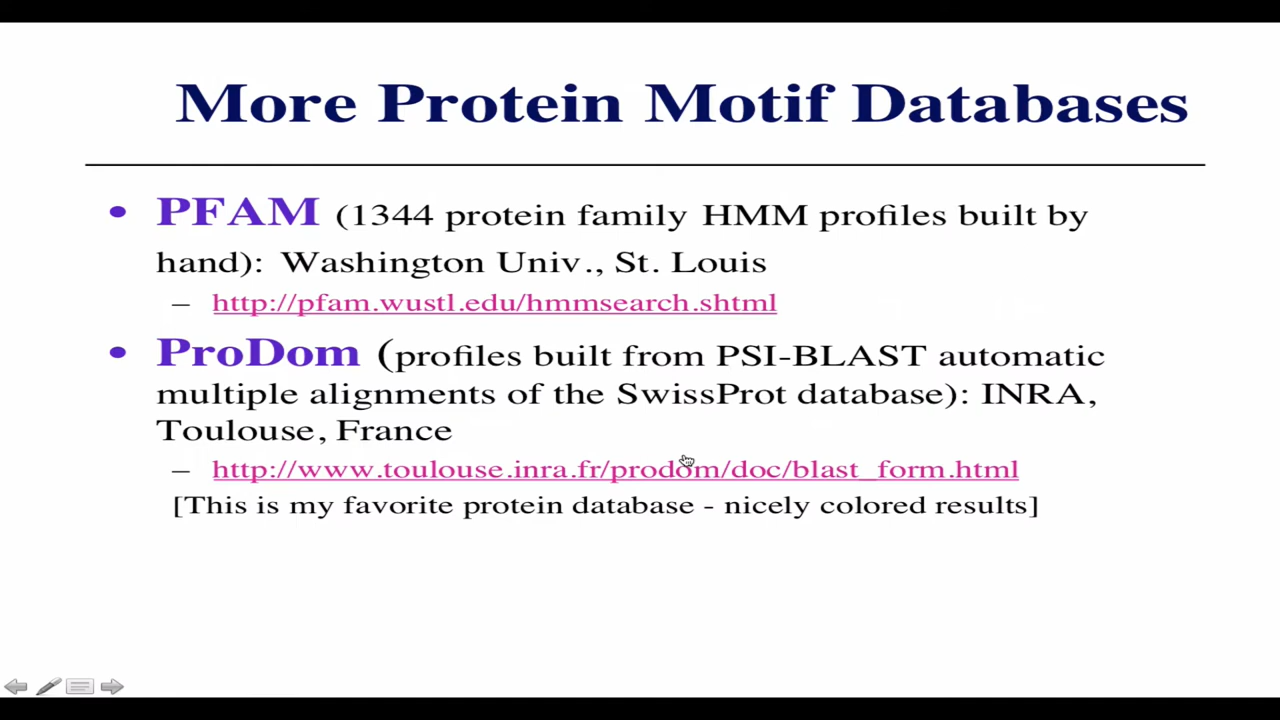 More Protein Motif Databases
• PFAM (1344 protein family HMM profiles built by
hand): Washington Univ., St. Louis
– http://pfam.wustl.edu/hmmsearch.shtml
• ProDom (profiles built from PSI-BLAST automatic
multiple alignments of the SwissProt database): INRA,
Toulouse, France
– http://www.toulouse.inra.fr/prodom/doc/blast_form.html
[This is my favorite protein database - nicely colored results]